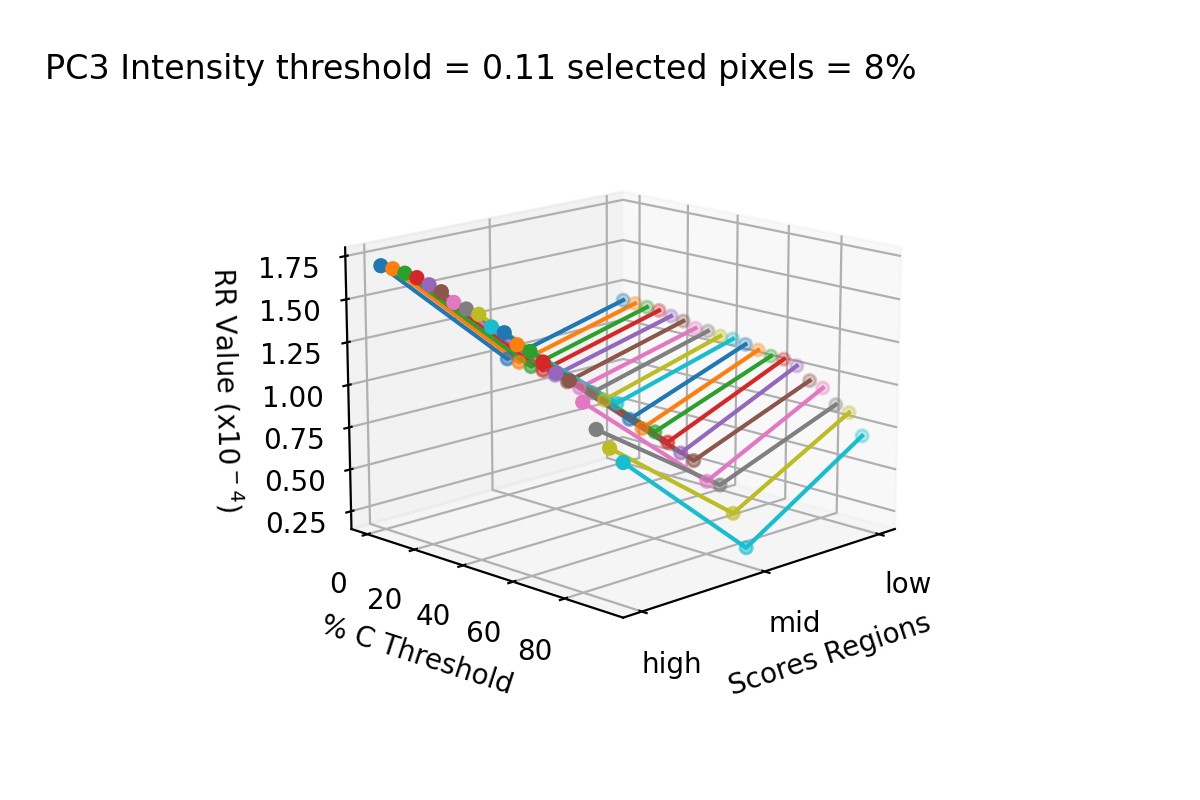 PC3 Intensity threshold = 0.11 selected pixels = 8%
RR Value (x10⁻⁴)
1.75
1.50
1.25
1.00
0.75
0.50
0.25
0
20
40
60
80
% C Threshold
high
mid
low
Scores Regions